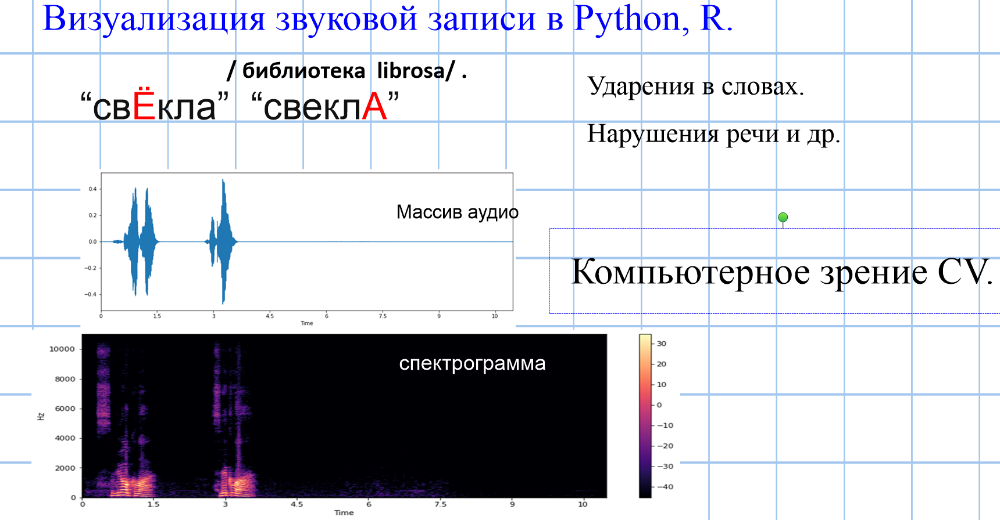 Визуализация звуковой записи в Python, R.
/ библиотека librosa/ .
“свЁкла” “свеклА”
Ударения в словах.
Нарушения речи и др.
Массив аудио
0.4
0.2
0.0
−0.2
−0.4
0 1.5 3 4.5 6 7.5 9 10
Time
Компьютерное зрение CV.
спектрограмма
10000
8000
6000
4000
2000
0
Hz
0 1.5 3 4.5 6 7.5 9 10
Time
30
20
10
0
−10
−20
−30
−40